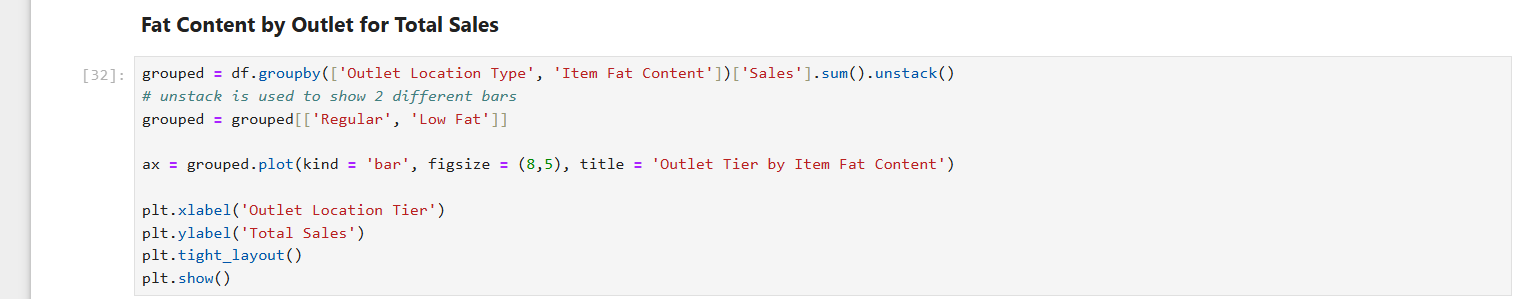 Fat Content by Outlet for Total Sales
[32]: grouped = df.groupby(['Outlet Location Type', 'Item Fat Content'])['Sales'].sum().unstack()
# unstack is used to show 2 different bars
grouped = grouped[['Regular', 'Low Fat']]
ax = grouped.plot(kind = 'bar', figsize = (8,5), title = 'Outlet Tier by Item Fat Content')
plt.xlabel('Outlet Location Tier')
plt.ylabel('Total Sales')
plt.tight_layout()
plt.show()